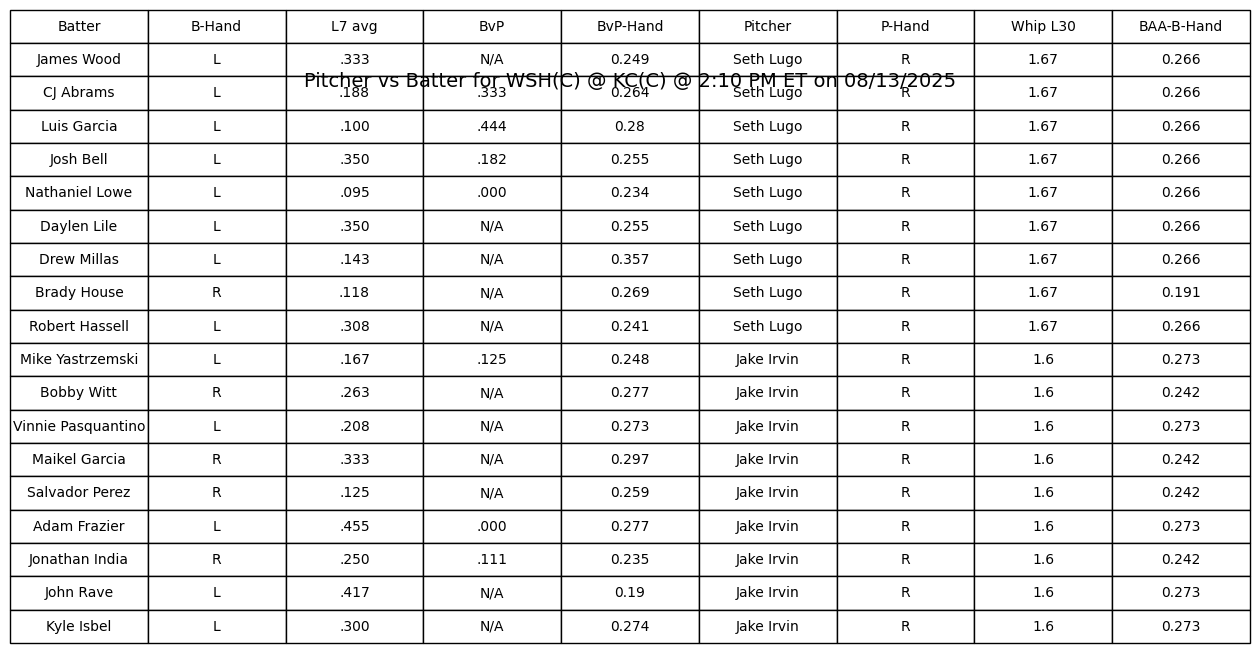 Batter B-Hand L7 avg BvP BvP-Hand Pitcher P-Hand Whip L30 BAA-B-Hand
James Wood L .333 N/A 0.249 Seth Lugo R 1.67 0.266
Pitcher vs Batter for WSH(C) @ KC(C) @ 2:10 PM ET on 08/13/2025
CJ Abrams L .188 .333 0.264 Seth Lugo R 1.67 0.266
Luis Garcia L .100 .444 0.28 Seth Lugo R 1.67 0.266
Josh Bell L .350 .182 0.255 Seth Lugo R 1.67 0.266
Nathaniel Lowe L .095 .000 0.234 Seth Lugo R 1.67 0.266
Daylen Lile L .350 N/A 0.255 Seth Lugo R 1.67 0.266
Drew Millas L .143 N/A 0.357 Seth Lugo R 1.67 0.266
Brady House R .118 N/A 0.269 Seth Lugo R 1.67 0.191
Robert Hassell L .308 N/A 0.241 Seth Lugo R 1.67 0.266
Mike Yastrzemski L .167 .125 0.248 Jake Irvin R 1.6 0.273
Bobby Witt R .263 N/A 0.277 Jake Irvin R 1.6 0.242
Vinnie Pasquantino L .208 N/A 0.273 Jake Irvin R 1.6 0.273
Maikel Garcia R .333 N/A 0.297 Jake Irvin R 1.6 0.242
Salvador Perez R .125 N/A 0.259 Jake Irvin R 1.6 0.242
Adam Frazier L .455 .000 0.277 Jake Irvin R 1.6 0.273
Jonathan India R .250 .111 0.235 Jake Irvin R 1.6 0.242
John Rave L .417 N/A 0.19 Jake Irvin R 1.6 0.273
Kyle Isbel L .300 N/A 0.274 Jake Irvin R 1.6 0.273